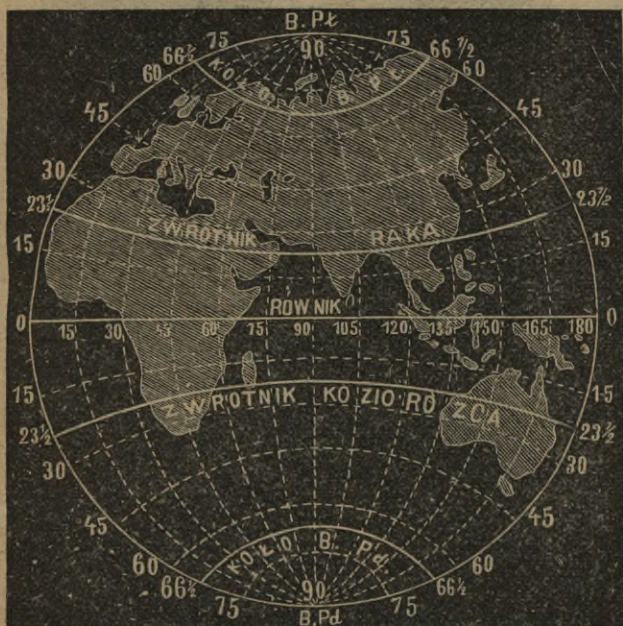 B. Pł.
75 90 75
66½ KOŁO B. PŁ. 66½
60 60
45 45
30 30
23½ 23½
ZWROTNIK RAKA
15 15
ROWNIK
0 15 30 45 60 75 90 105 120 135 150 165 180 0
15 15
ZWROTNIK KOZIOROZCA
23½ 23½
30 30
45 45
KOŁO B. Pd.
60 60
66½ 66½
75 90 75
B. Pd